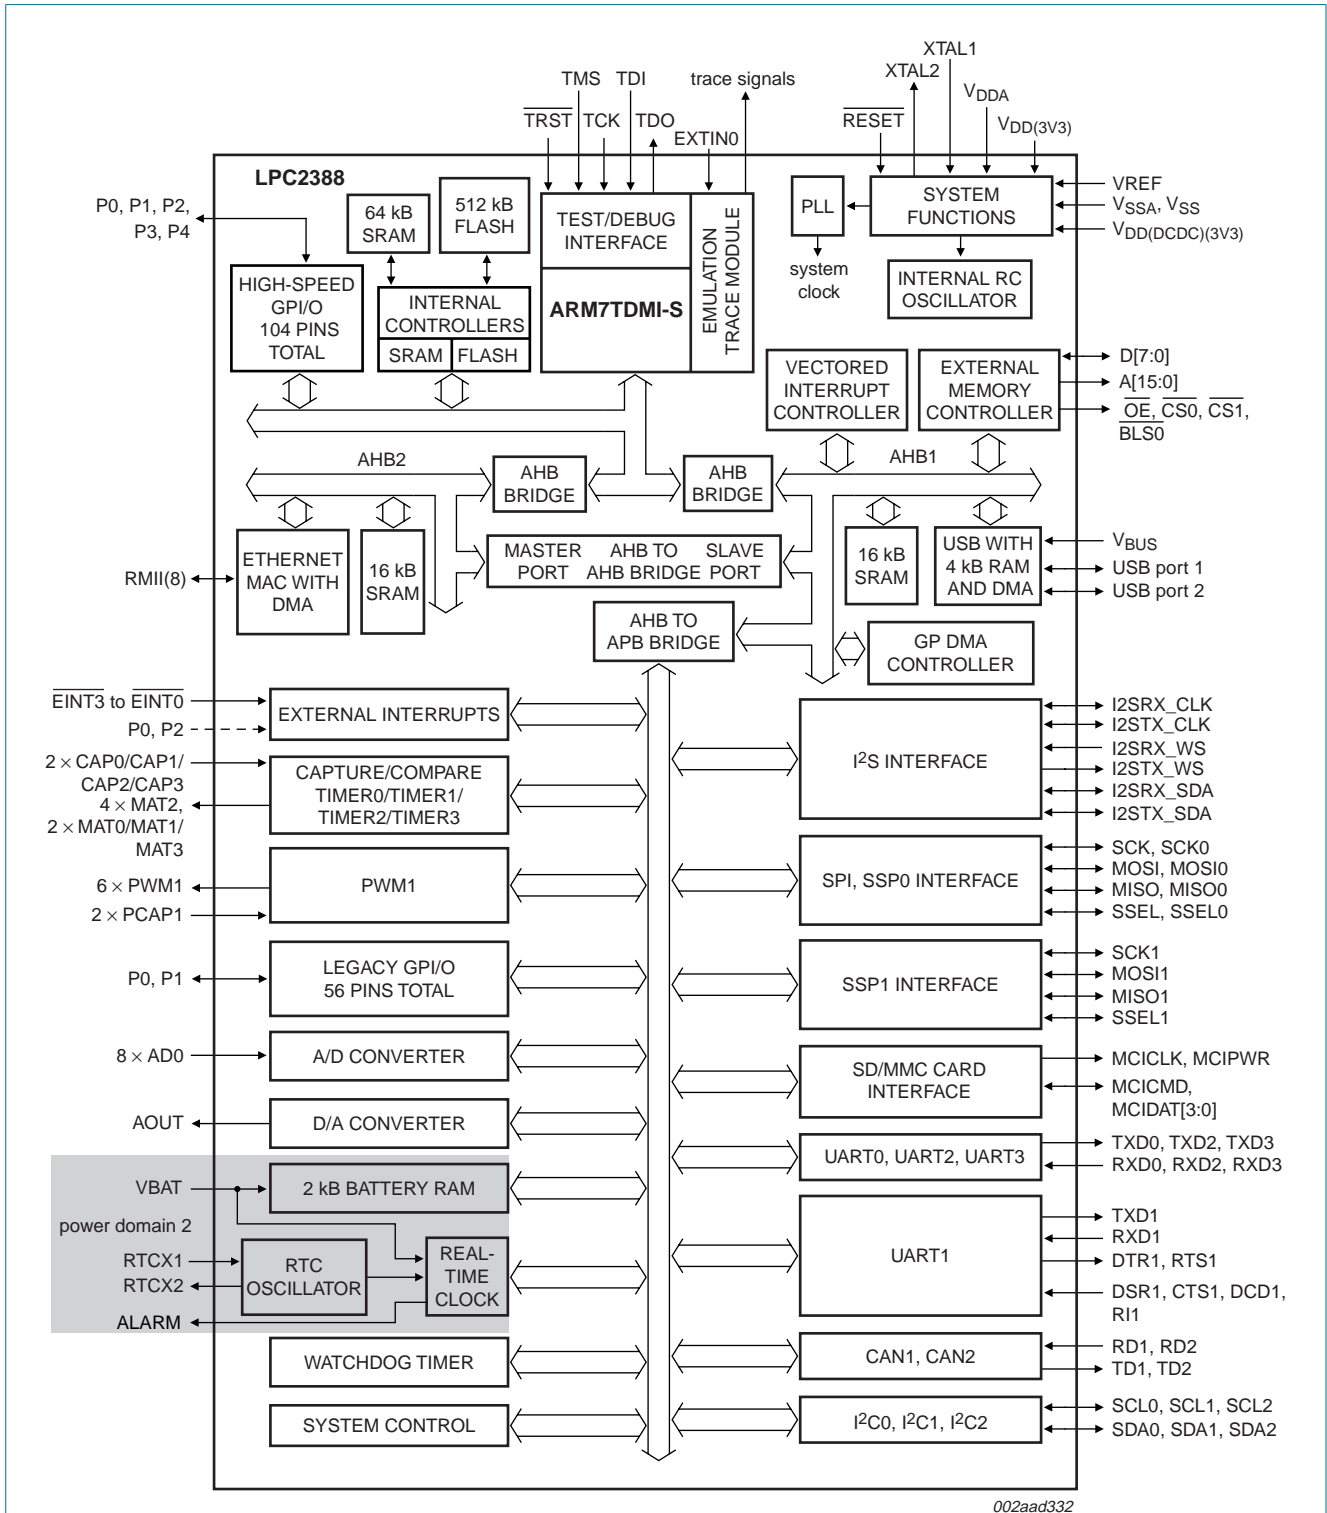 XTAL1
XTAL2
TMS TDI
trace signals
VDDA
TRST TCK TDO
RESET
VDD(3V3)
EXTIN0
LPC2388
P0, P1, P2,
P3, P4
64 kB
SRAM
512 kB
FLASH
TEST/DEBUG
INTERFACE
EMULATION
TRACE MODULE
PLL
SYSTEM
FUNCTIONS
VREF
VSSA, VSS
VDD(DCDC)(3V3)
system
clock
HIGH-SPEED
GPI/O
104 PINS
TOTAL
INTERNAL
CONTROLLERS
SRAM FLASH
ARM7TDMI-S
INTERNAL RC
OSCILLATOR
VECTORED
INTERRUPT
CONTROLLER
EXTERNAL
MEMORY
CONTROLLER
D[7:0]
A[15:0]
OE, CS0, CS1,
BLS0
AHB2
AHB
BRIDGE
AHB
BRIDGE
AHB1
ETHERNET
MAC WITH
DMA
RMII(8)
16 kB
SRAM
MASTER AHB TO SLAVE
PORT AHB BRIDGE PORT
16 kB
SRAM
USB WITH
4 kB RAM
AND DMA
VBUS
USB port 1
USB port 2
AHB TO
APB BRIDGE
GP DMA
CONTROLLER
EINT3 to EINT0
P0, P2
EXTERNAL INTERRUPTS
2 × CAP0/CAP1/
CAP2/CAP3
4 × MAT2,
2 × MAT0/MAT1/
MAT3
CAPTURE/COMPARE
TIMER0/TIMER1/
TIMER2/TIMER3
6 × PWM1
2 × PCAP1
PWM1
P0, P1
LEGACY GPI/O
56 PINS TOTAL
8 × AD0
A/D CONVERTER
AOUT
D/A CONVERTER
VBAT
2 kB BATTERY RAM
power domain 2
RTCX1
RTCX2
RTC
OSCILLATOR
REAL-
TIME
CLOCK
ALARM
WATCHDOG TIMER
SYSTEM CONTROL
I2S INTERFACE
I2SRX_CLK
I2STX_CLK
I2SRX_WS
I2STX_WS
I2SRX_SDA
I2STX_SDA
SPI, SSP0 INTERFACE
SCK, SCK0
MOSI, MOSI0
MISO, MISO0
SSEL, SSEL0
SSP1 INTERFACE
SCK1
MOSI1
MISO1
SSEL1
SD/MMC CARD
INTERFACE
MCICLK, MCIPWR
MCICMD,
MCIDAT[3:0]
UART0, UART2, UART3
TXD0, TXD2, TXD3
RXD0, RXD2, RXD3
UART1
TXD1
RXD1
DTR1, RTS1
DSR1, CTS1, DCD1,
RI1
CAN1, CAN2
RD1, RD2
TD1, TD2
I2C0, I2C1, I2C2
SCL0, SCL1, SCL2
SDA0, SDA1, SDA2
002aad332